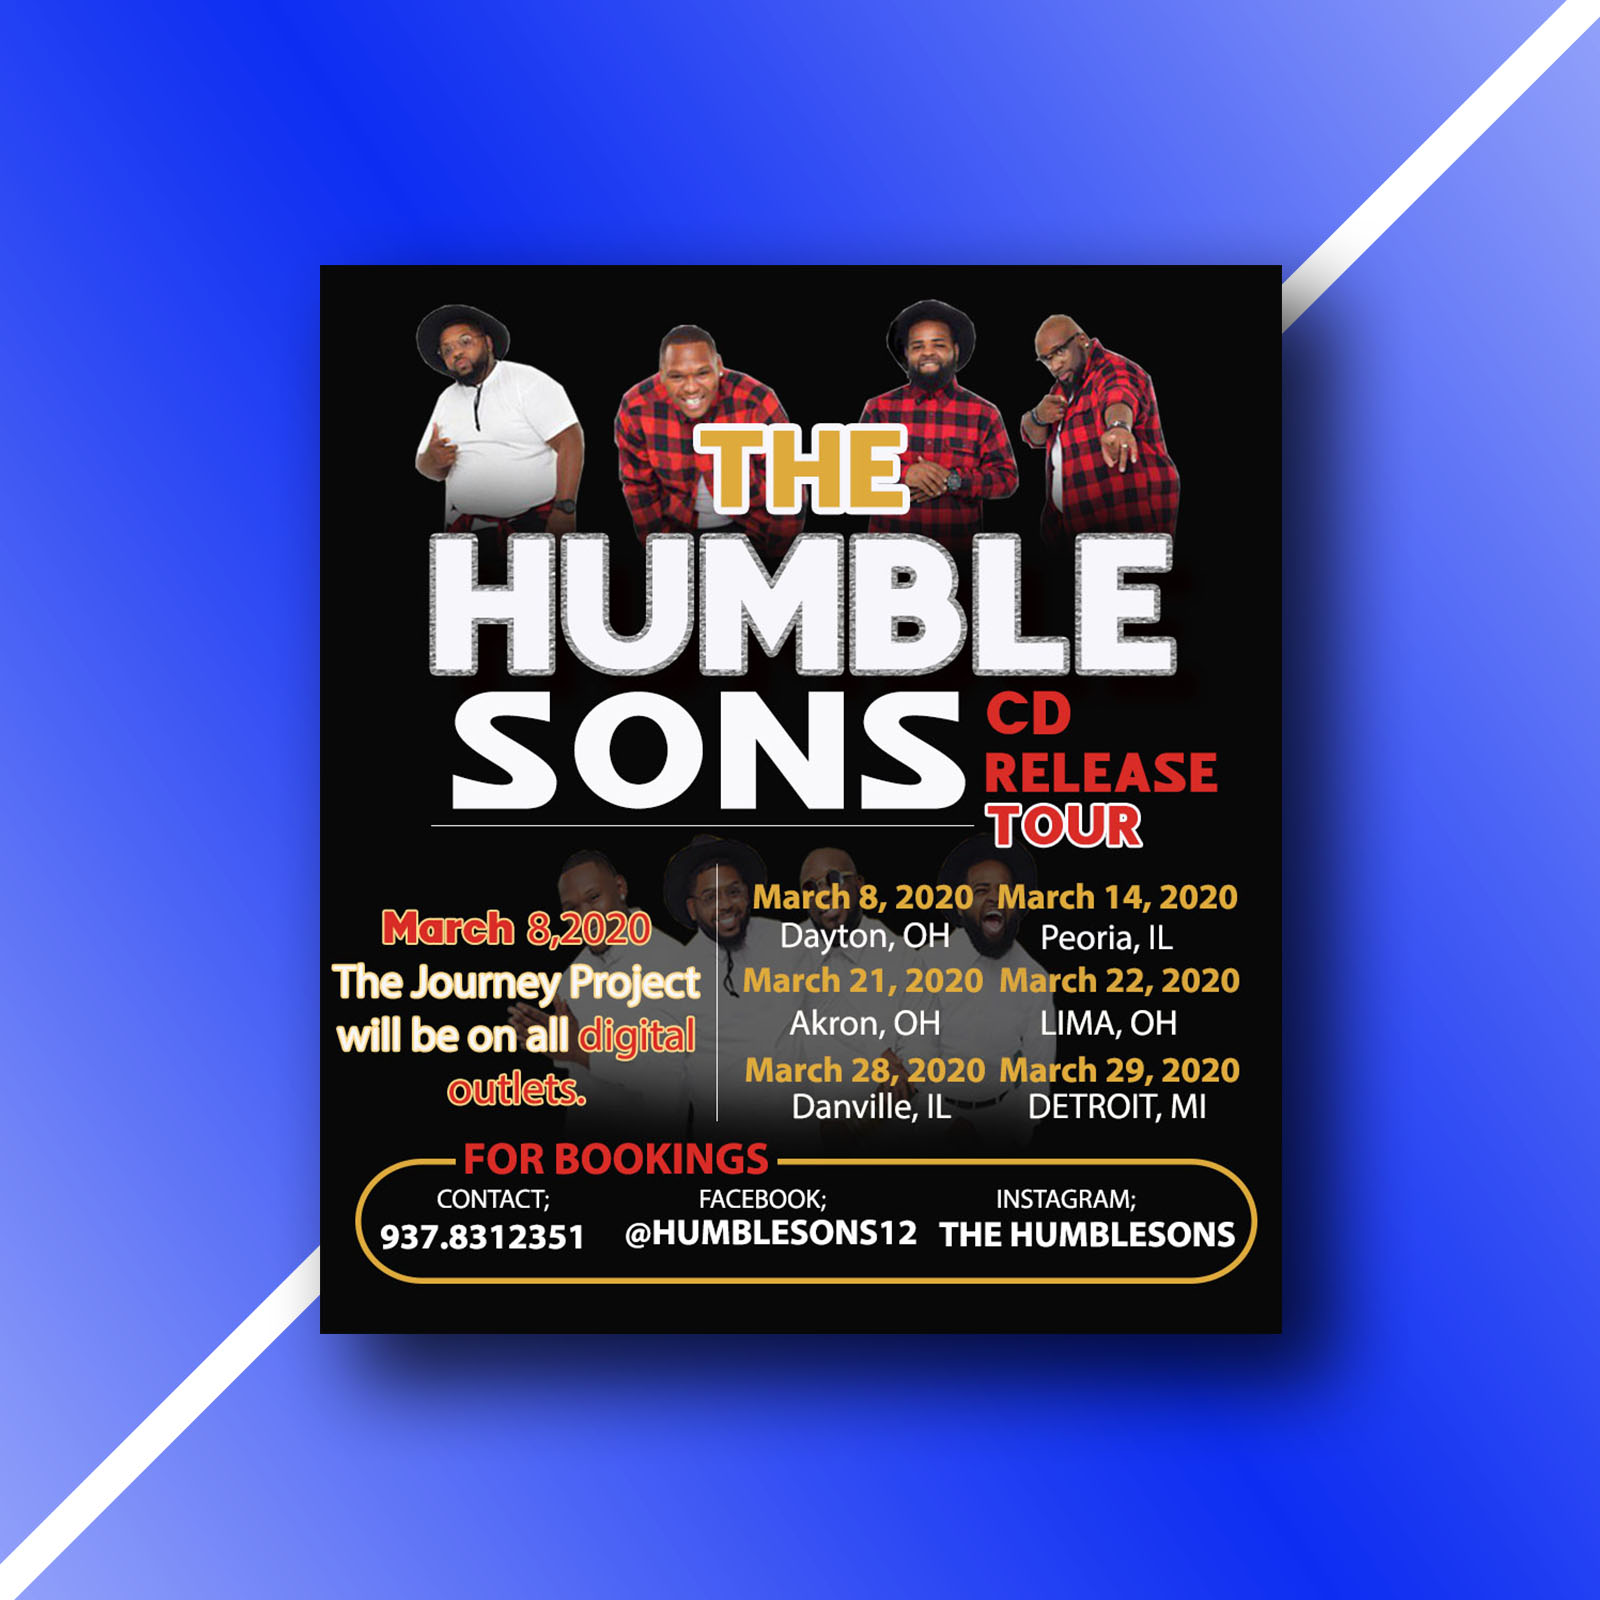 THE
HUMBLE
SONS
CD
RELEASE
TOUR
March 8,2020
The Journey Project
will be on all digital
outlets.
March 8, 2020 March 14, 2020
Dayton, OH Peoria, IL
March 21, 2020 March 22, 2020
Akron, OH LIMA, OH
March 28, 2020 March 29, 2020
Danville, IL DETROIT, MI
FOR BOOKINGS
CONTACT; FACEBOOK; INSTAGRAM;
937.8312351 @HUMBLESONS12 THE HUMBLESONS